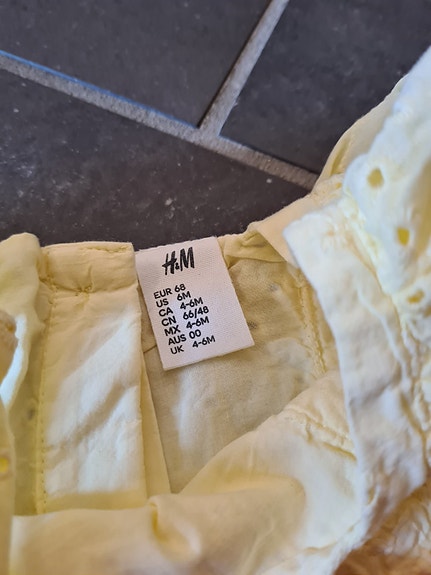 H&M
EUR 68
US 6M
CA 4-6M
CN 66/48
MX 4-6M
AUS 00
UK 4-6M